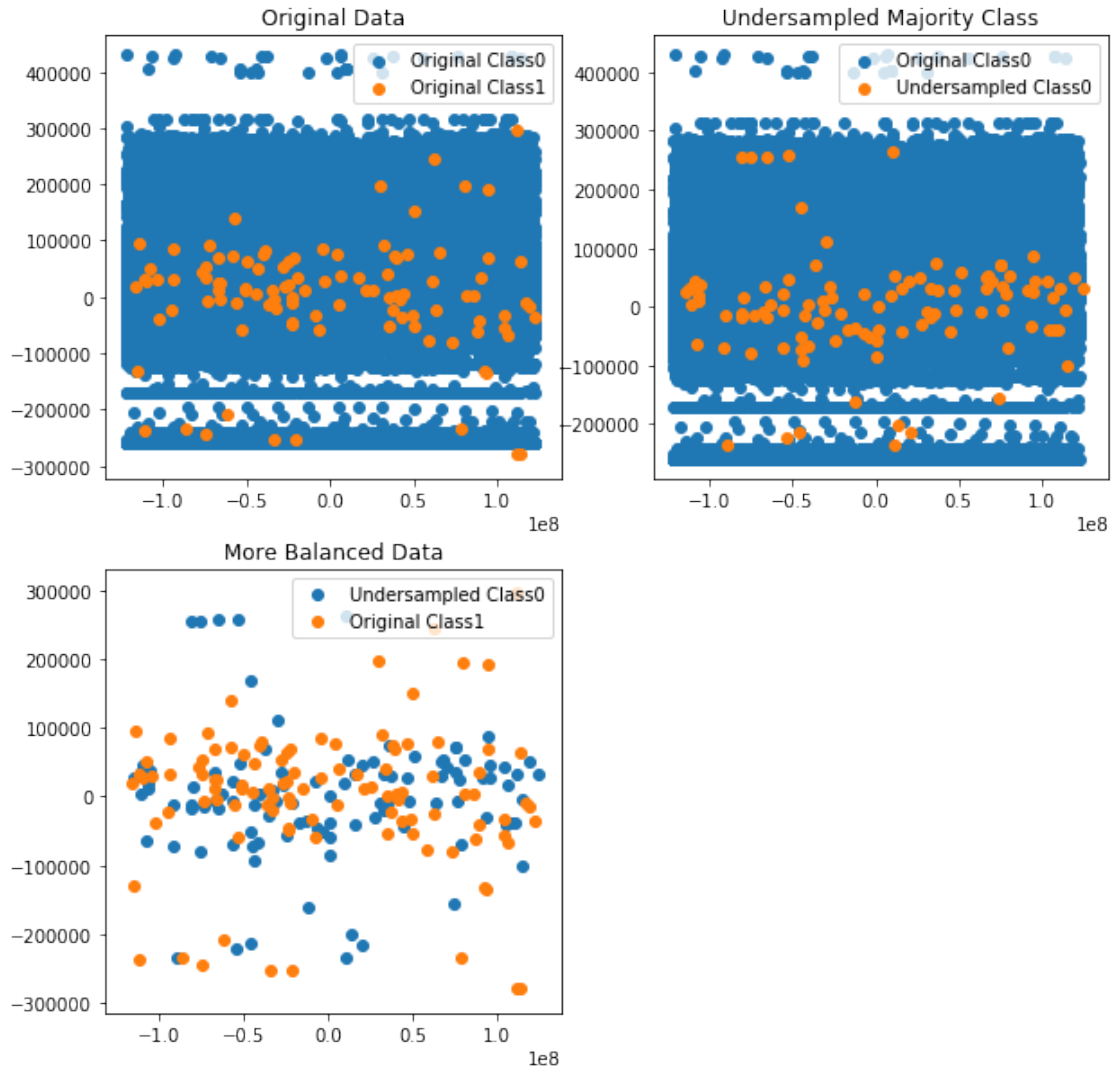 Original Data
Original Class0
Original Class1
400000
300000
200000
100000
0
−100000
−200000
−300000
−1.0 −0.5 0.0 0.5 1.0
1e8
Undersampled Majority Class
Original Class0
Undersampled Class0
400000
300000
200000
100000
0
−100000
−200000
−1.0 −0.5 0.0 0.5 1.0
1e8
More Balanced Data
Undersampled Class0
Original Class1
300000
200000
100000
0
−100000
−200000
−300000
−1.0 −0.5 0.0 0.5 1.0
1e8